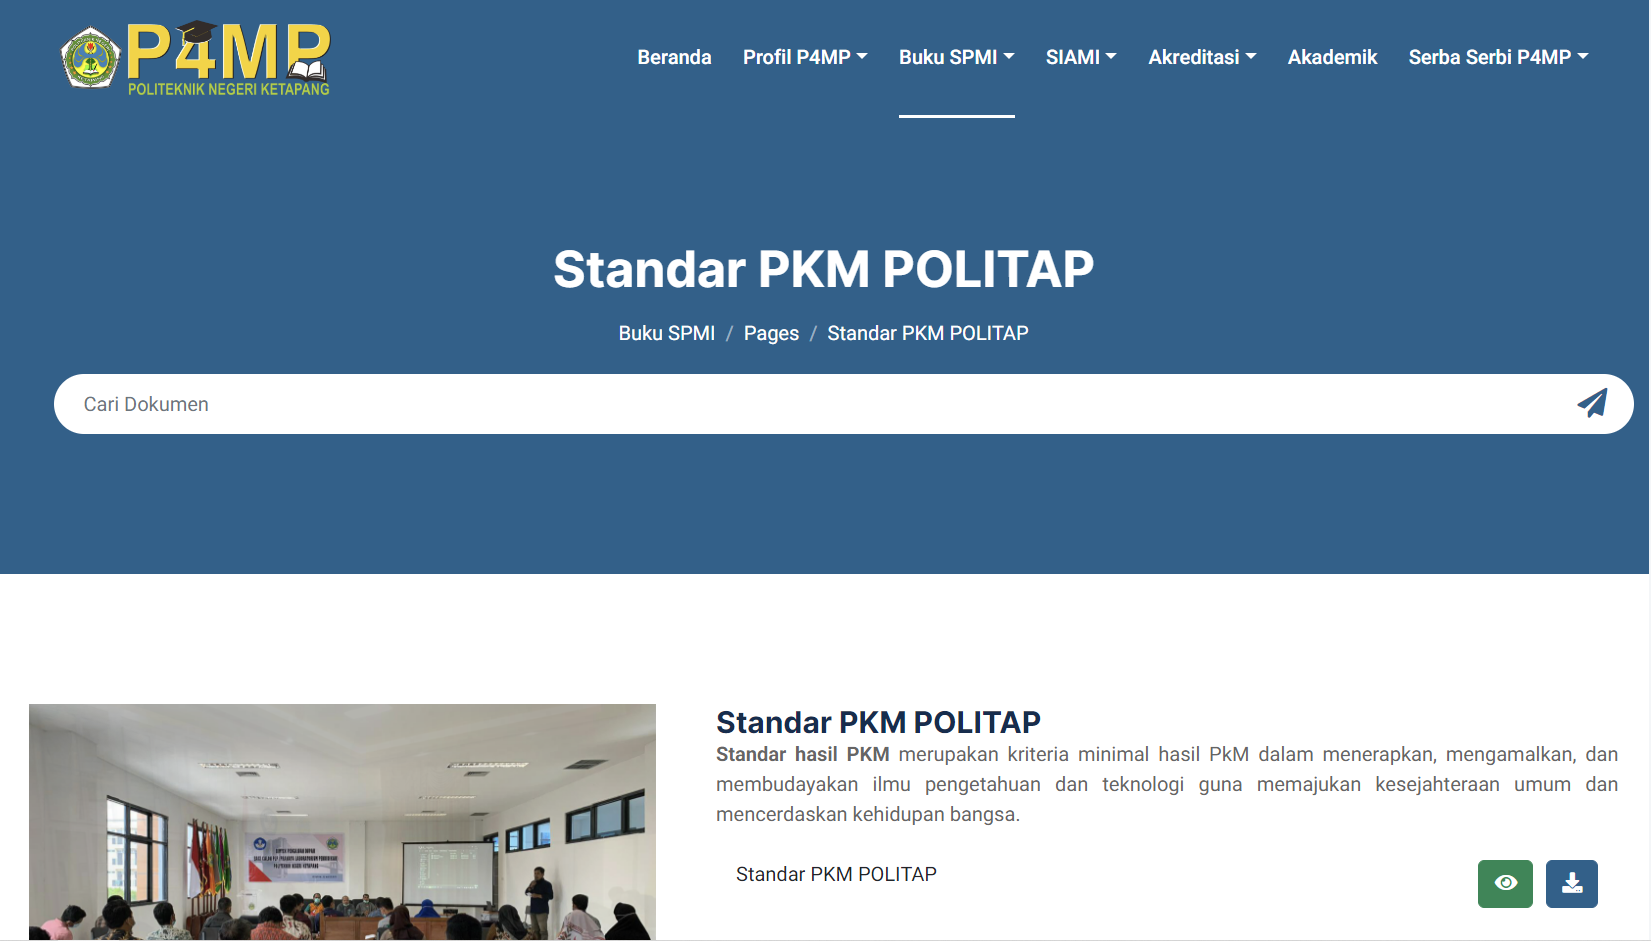 P4MP
POLITEKNIK NEGERI KETAPANG
Beranda
Profil P4MP
Buku SPMI
SIAMI
Akreditasi
Akademik
Serba Serbi P4MP
Standar PKM POLITAP
Buku SPMI / Pages / Standar PKM POLITAP
Cari Dokumen
Standar PKM POLITAP
Standar hasil PKM merupakan kriteria minimal hasil PkM dalam menerapkan, mengamalkan, dan
membudayakan ilmu pengetahuan dan teknologi guna memajukan kesejahteraan umum dan
mencerdaskan kehidupan bangsa.
Standar PKM POLITAP